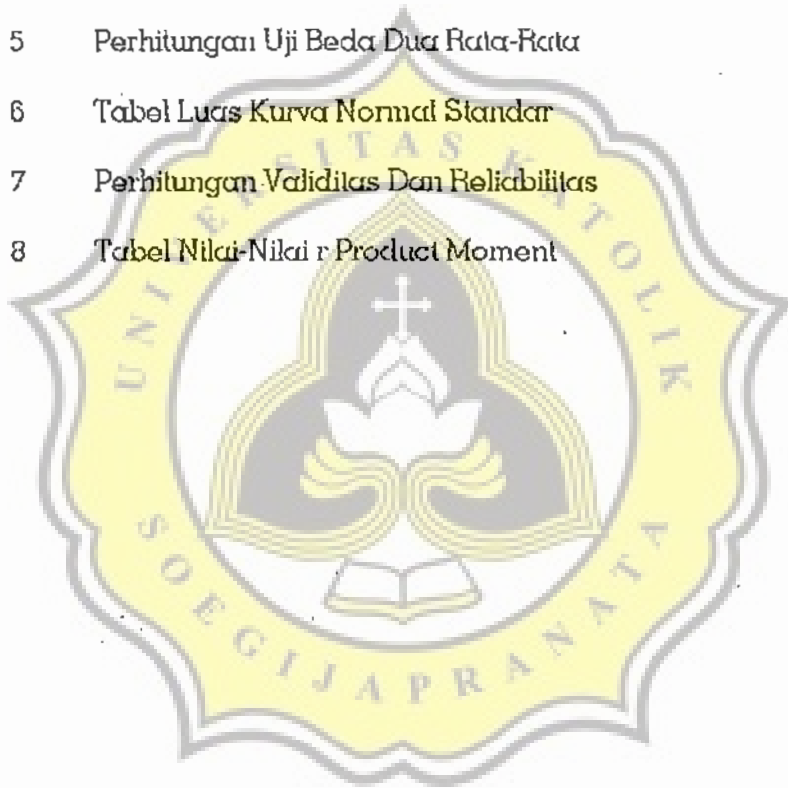 5 Perhitungan Uji Beda Dua Rata-Rata
6 Tabel Luas Kurva Normal Standar
7 Perhitungan Validitas Dan Reliabilitas
8 Tabel Nilai-Nilai r Product Moment
UNIVERSITAS KATOLIK
SOEGIJAPRANATA